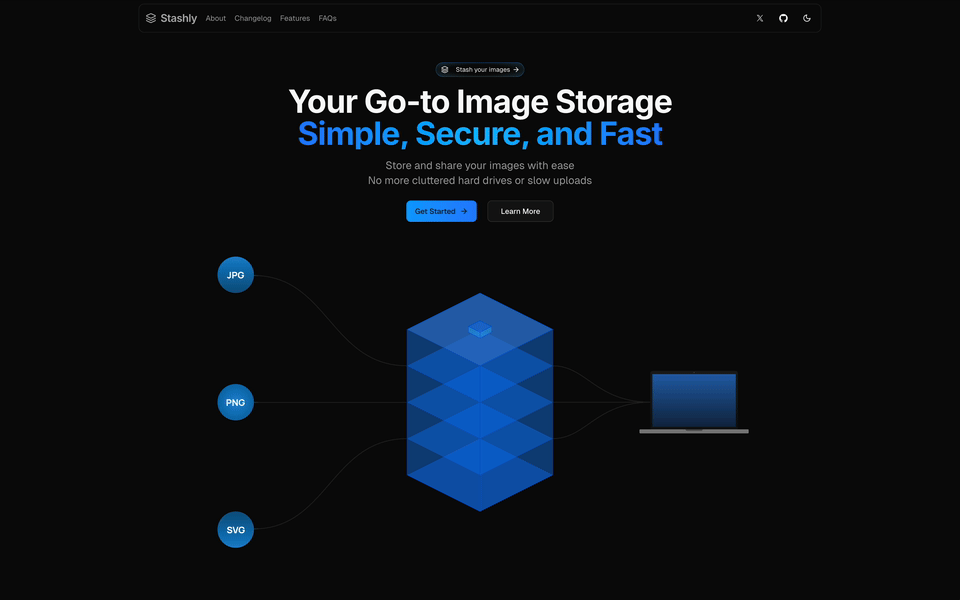 Stashly
About
Changelog
Features
FAQs
Stash your images
Your Go-to Image Storage
Simple, Secure, and Fast
Store and share your images with ease
No more cluttered hard drives or slow uploads
Get Started
Learn More
JPG
PNG
SVG